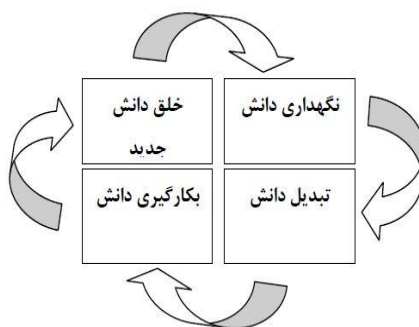 نگهداری دانش
خلق دانش
جدید
تبدیل دانش
بکارگیری دانش